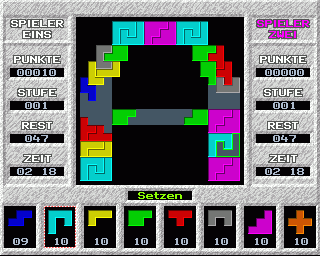 SPIELER
EINS
PUNKTE
00010
STUFE
001
REST
047
ZEIT
02 18
SPIELER
ZWEI
PUNKTE
00000
STUFE
001
REST
047
ZEIT
02 18
Setzen
09 10 10 10 10 10 10 10